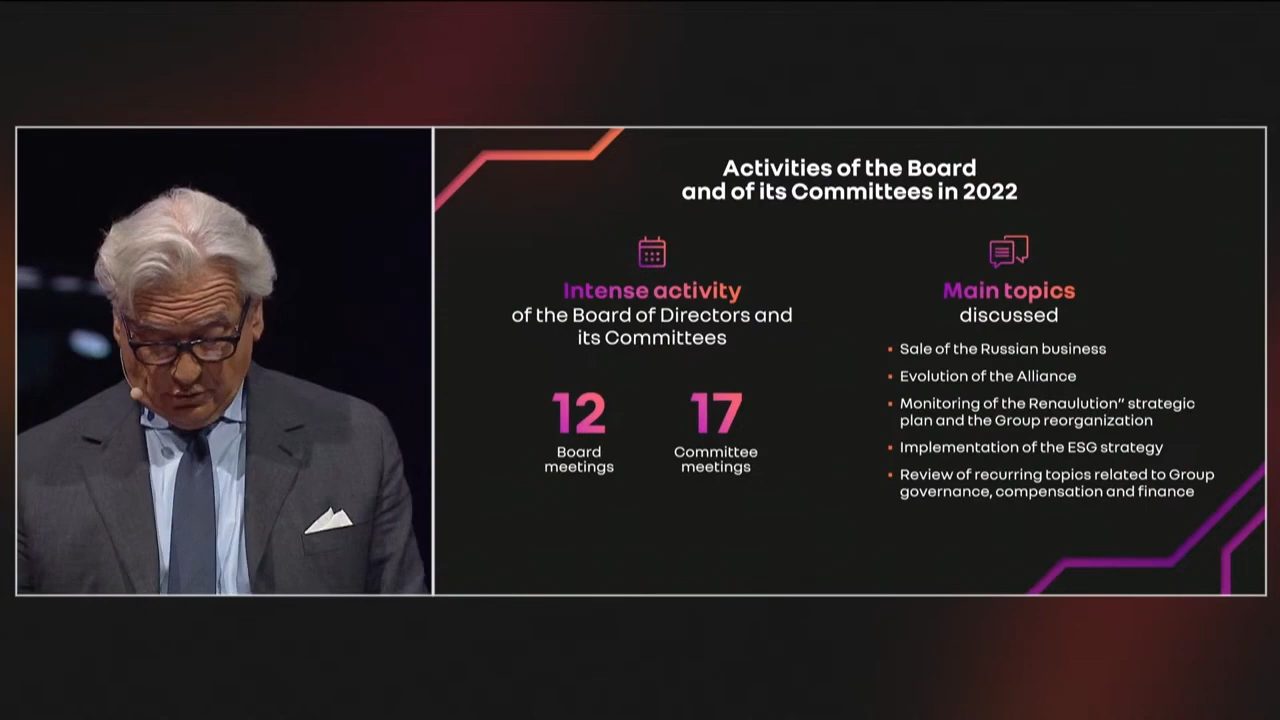 Activities of the Board
and of its Committees in 2022
Intense activity
of the Board of Directors and
its Committees
12
Board
meetings
17
Committee
meetings
Main topics
discussed
▪ Sale of the Russian business
▪ Evolution of the Alliance
▪ Monitoring of the Renaulution” strategic
plan and the Group reorganization
▪ Implementation of the ESG strategy
▪ Review of recurring topics related to Group
governance, compensation and finance